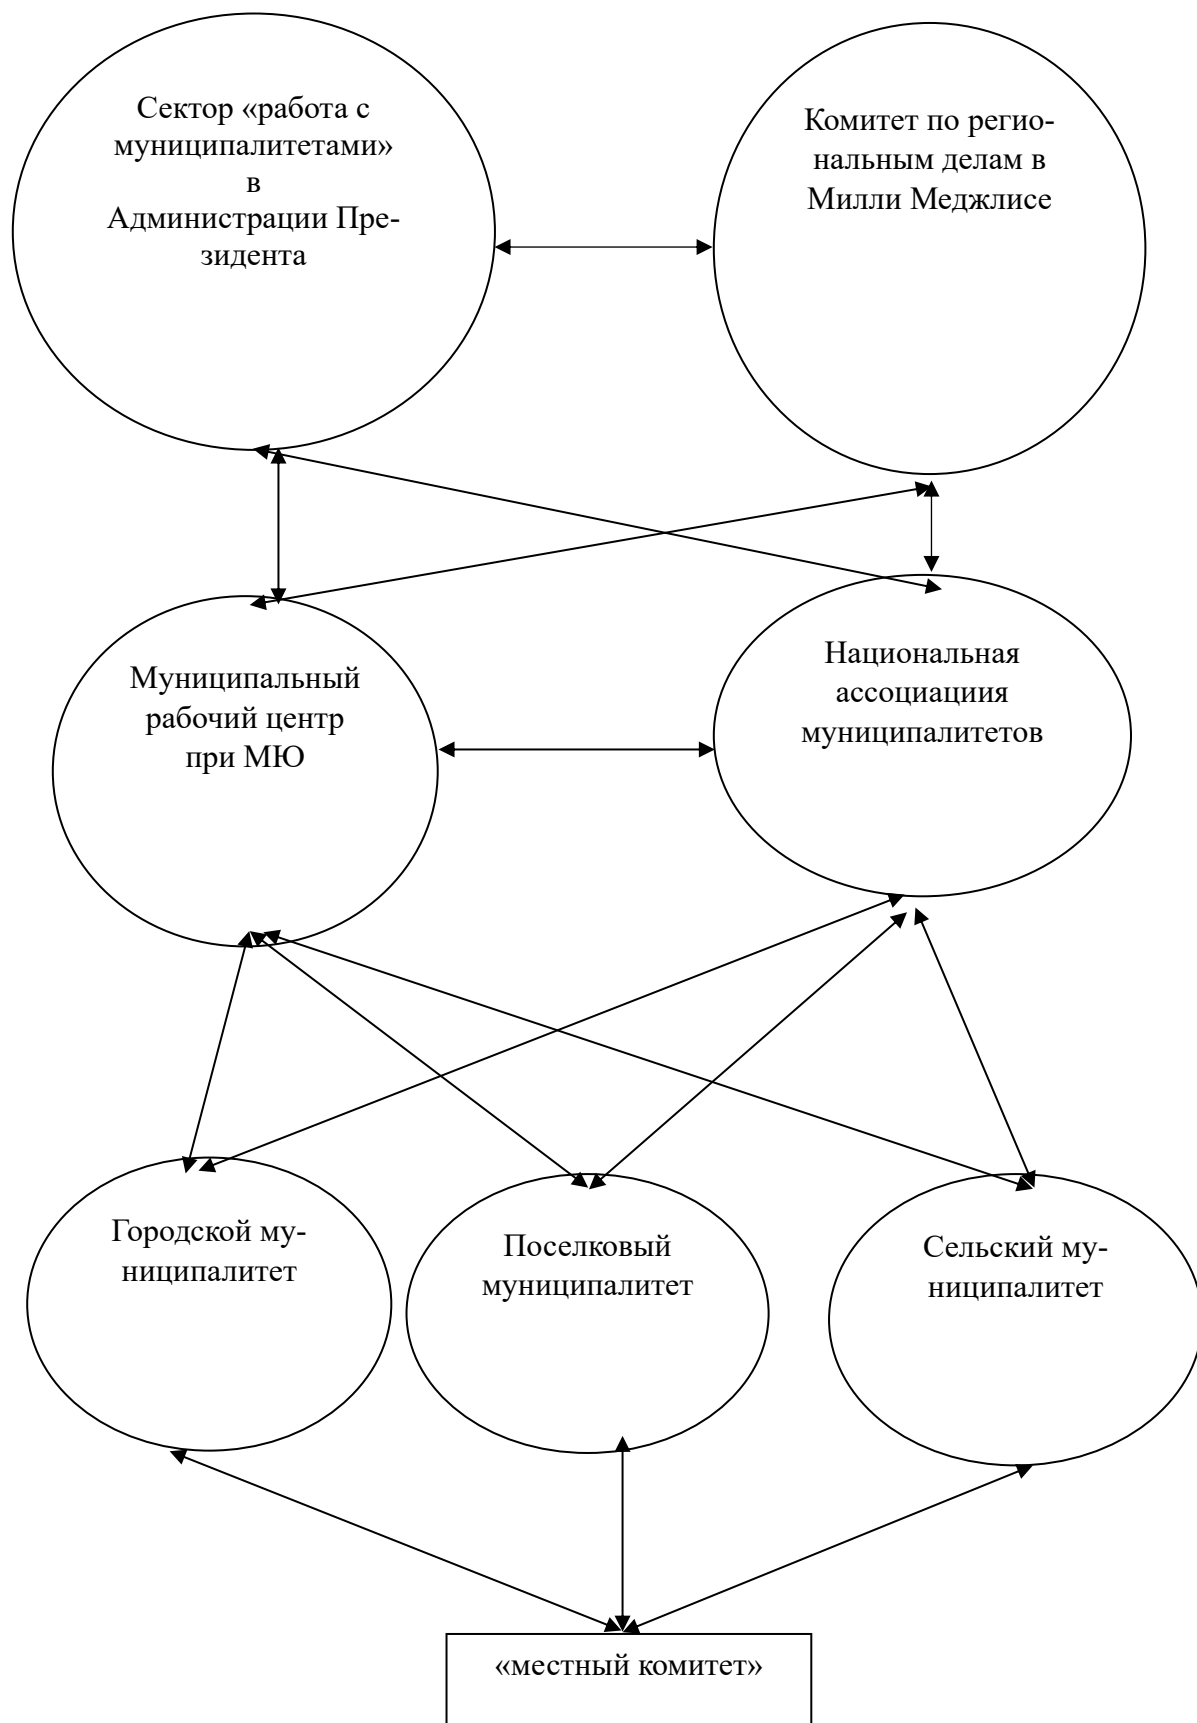 Сектор «работа с
муниципалитетами»
в
Администрации Пре-
зидента
Комитет по регио-
нальным делам в
Милли Меджлисе
Муниципальный
рабочий центр
при МЮ
Национальная
ассоциациия
муниципалитетов
Городской му-
ниципалитет
Поселковый
муниципалитет
Сельский му-
ниципалитет
«местный комитет»